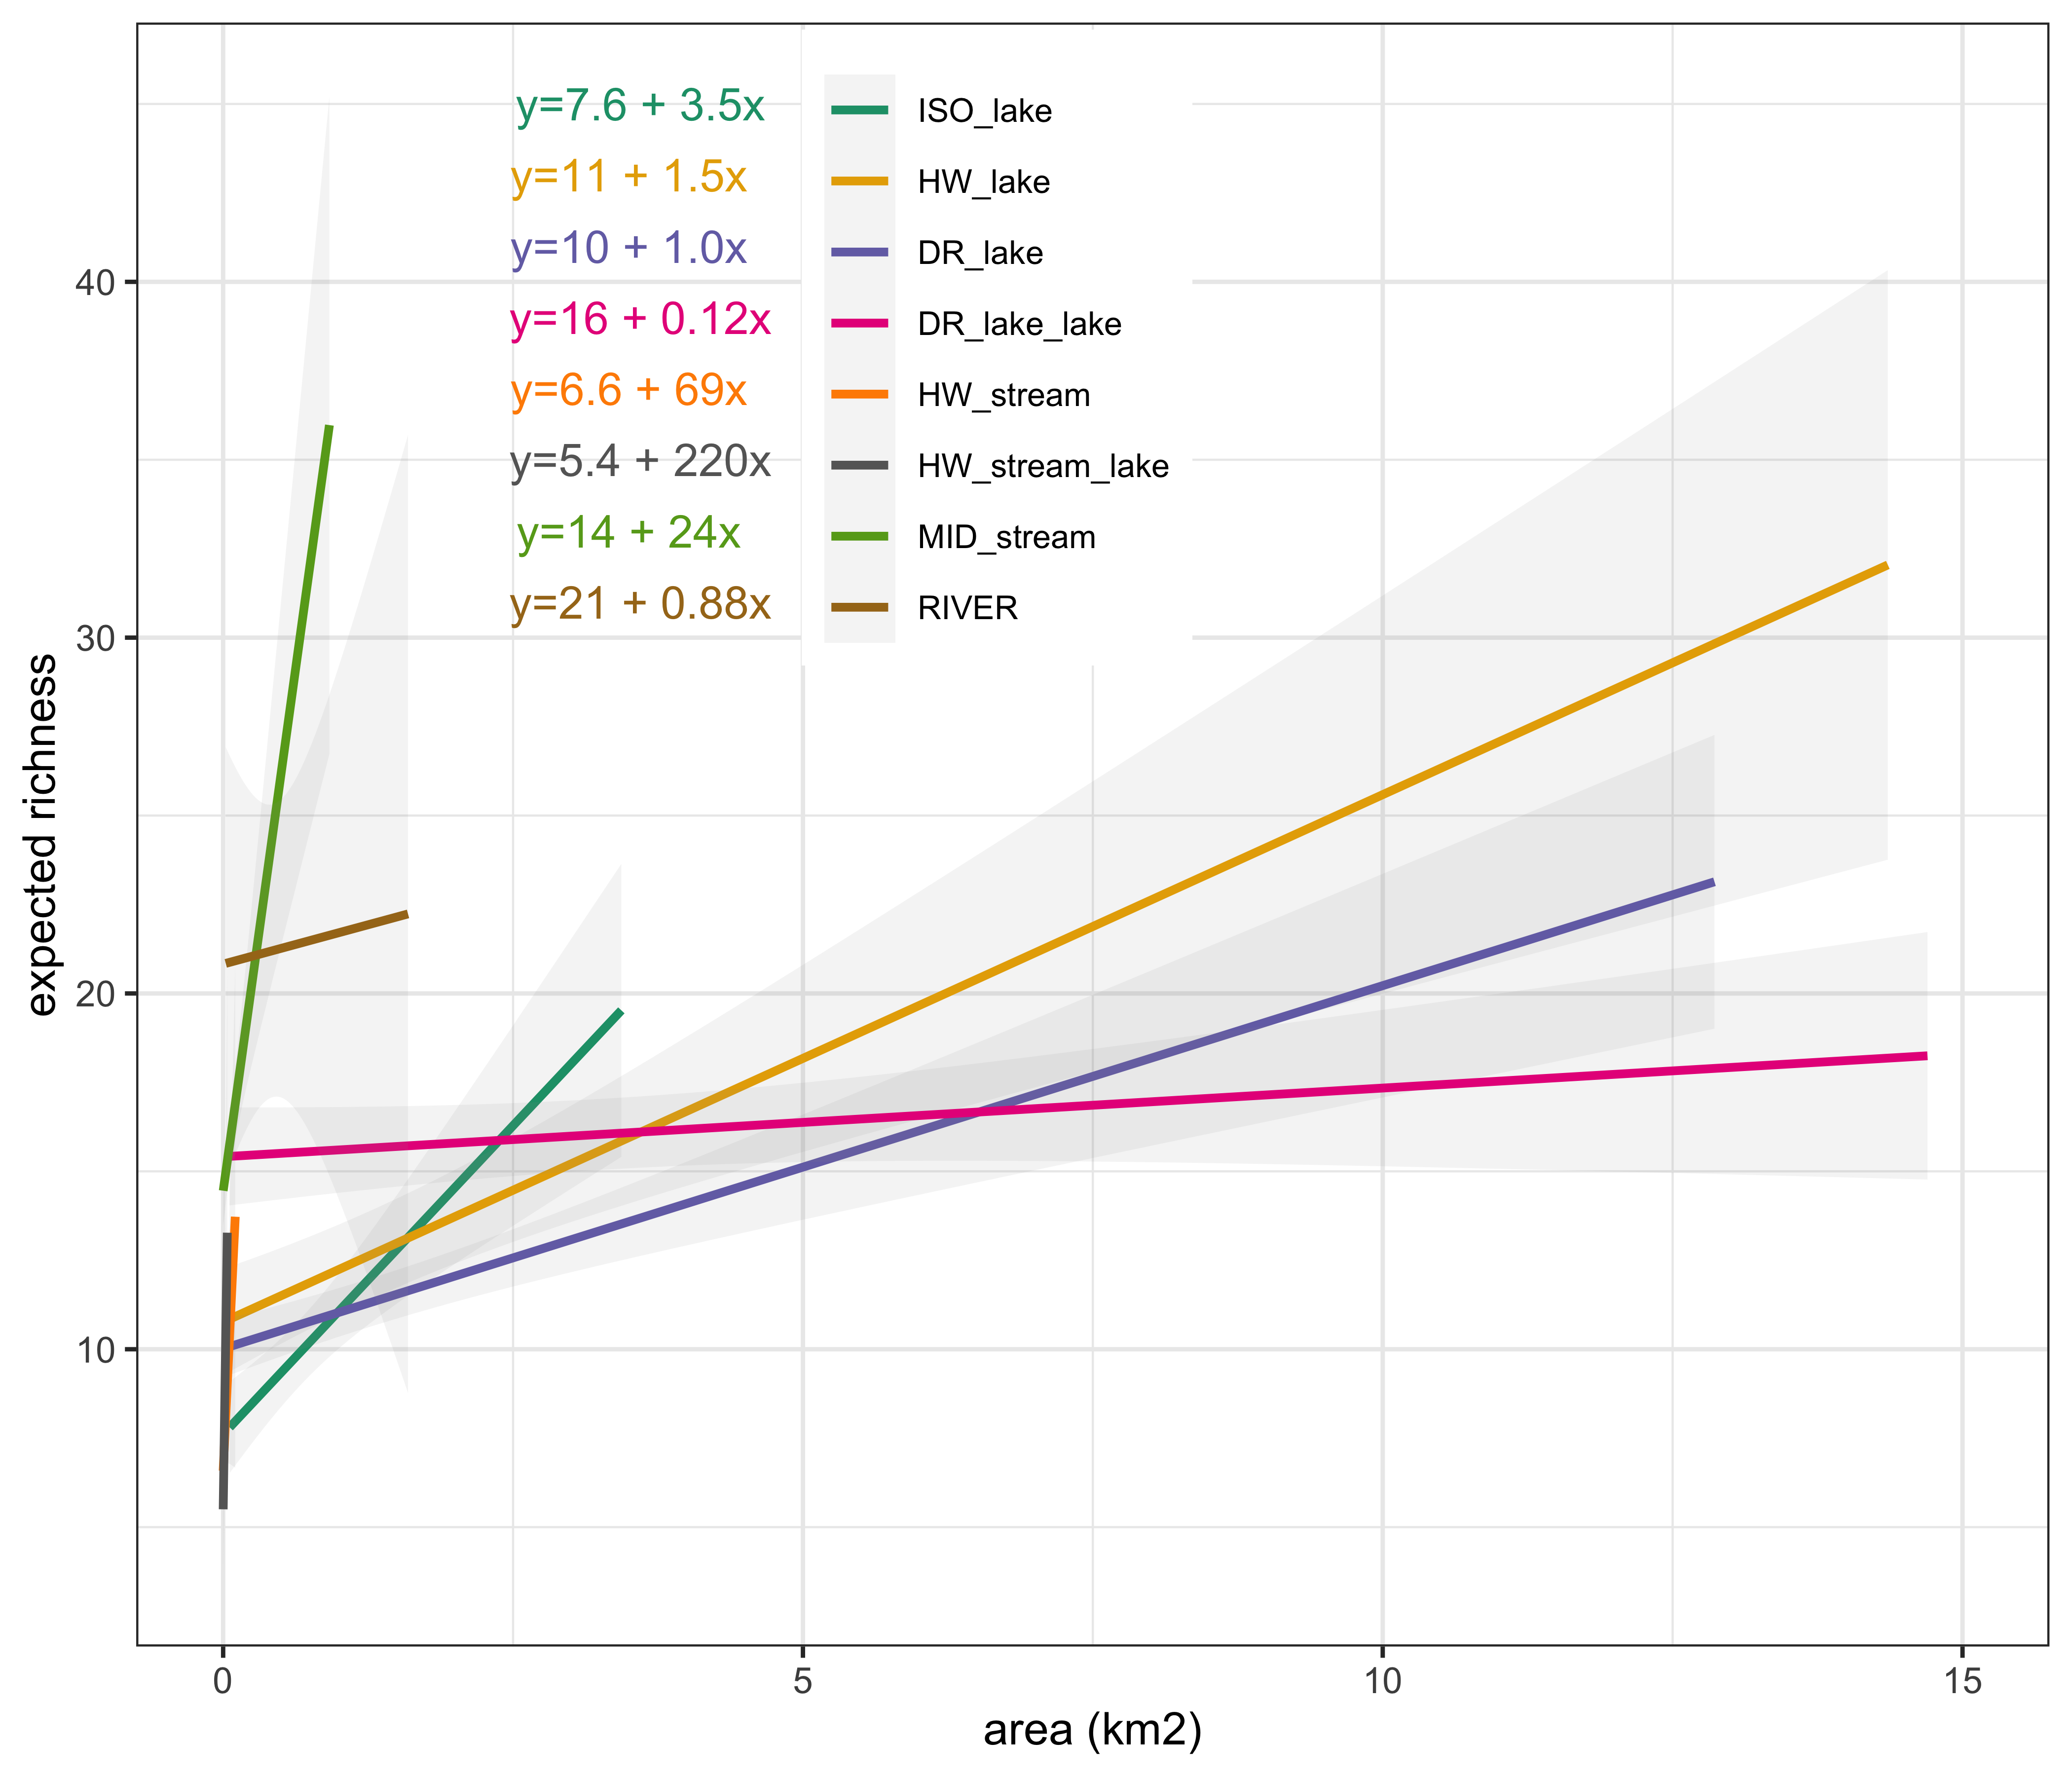 y=7.6 + 3.5x ISO_lake
y=11 + 1.5x HW_lake
y=10 + 1.0x DR_lake
y=16 + 0.12x DR_lake_lake
y=6.6 + 69x HW_stream
y=5.4 + 220x HW_stream_lake
y=14 + 24x MID_stream
y=21 + 0.88x RIVER
40
30
20
10
expected richness
0 5 10 15
area (km2)